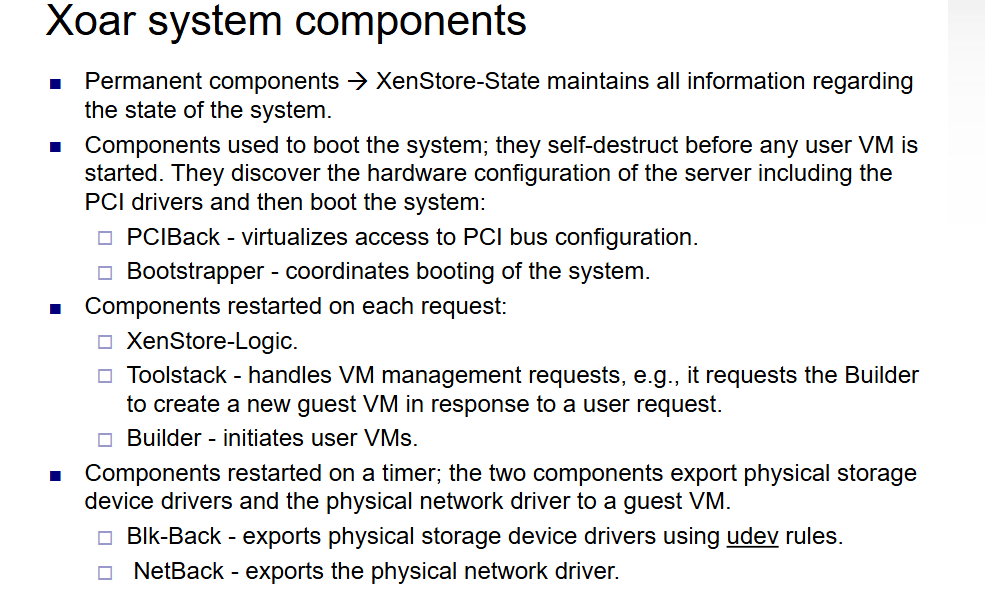 Xoar system components
■ Permanent components → XenStore-State maintains all information regarding
the state of the system.
■ Components used to boot the system; they self-destruct before any user VM is
started. They discover the hardware configuration of the server including the
PCI drivers and then boot the system:
□ PCIBack - virtualizes access to PCI bus configuration.
□ Bootstrapper - coordinates booting of the system.
■ Components restarted on each request:
□ XenStore-Logic.
□ Toolstack - handles VM management requests, e.g., it requests the Builder
to create a new guest VM in response to a user request.
□ Builder - initiates user VMs.
■ Components restarted on a timer; the two components export physical storage
device drivers and the physical network driver to a guest VM.
□ Blk-Back - exports physical storage device drivers using udev rules.
□ NetBack - exports the physical network driver.